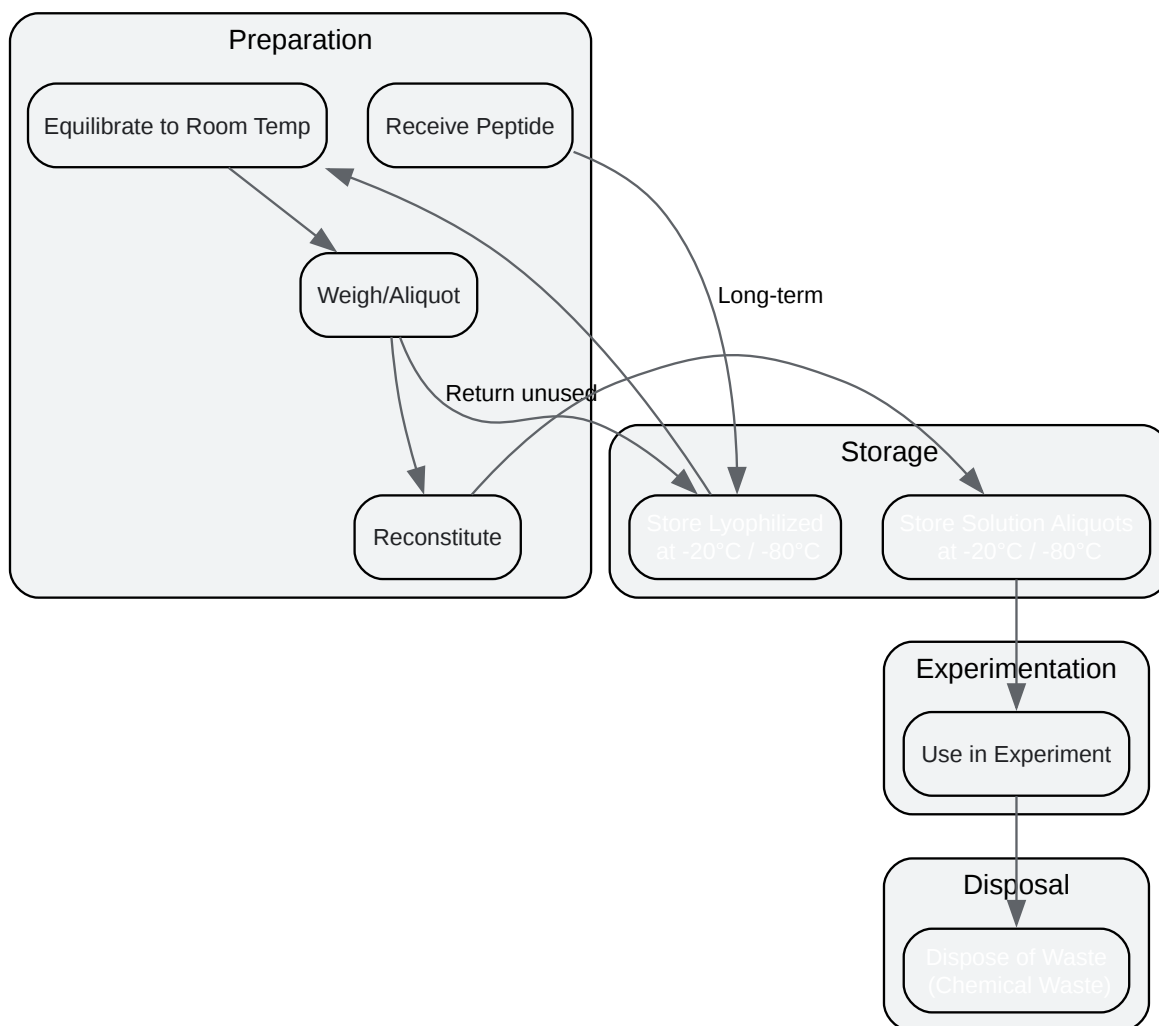 Preparation
Equilibrate to Room Temp
Receive Peptide
Weigh/Aliquot
Long-term
Return unused
Reconstitute
Storage
Store Lyophilized
at -20°C / -80°C
Store Solution Aliquots
at -20°C / -80°C
Experimentation
Use in Experiment
Disposal
Dispose of Waste
(Chemical Waste)